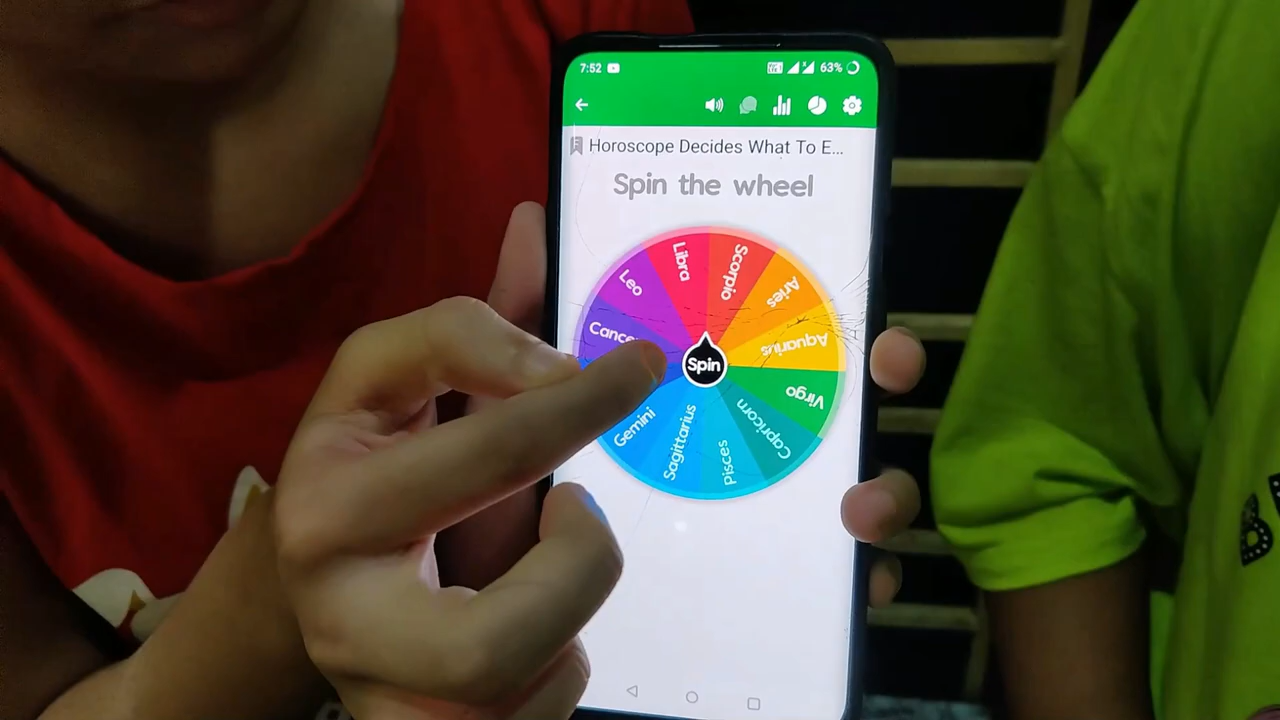 7:52
63%
Horoscope Decides What To E...
Spin the wheel
Libra
Scorpio
Leo
Aries
Aquarius
Spin
Virgo
Gemini
Sagittarius
Capricorn
Pisces